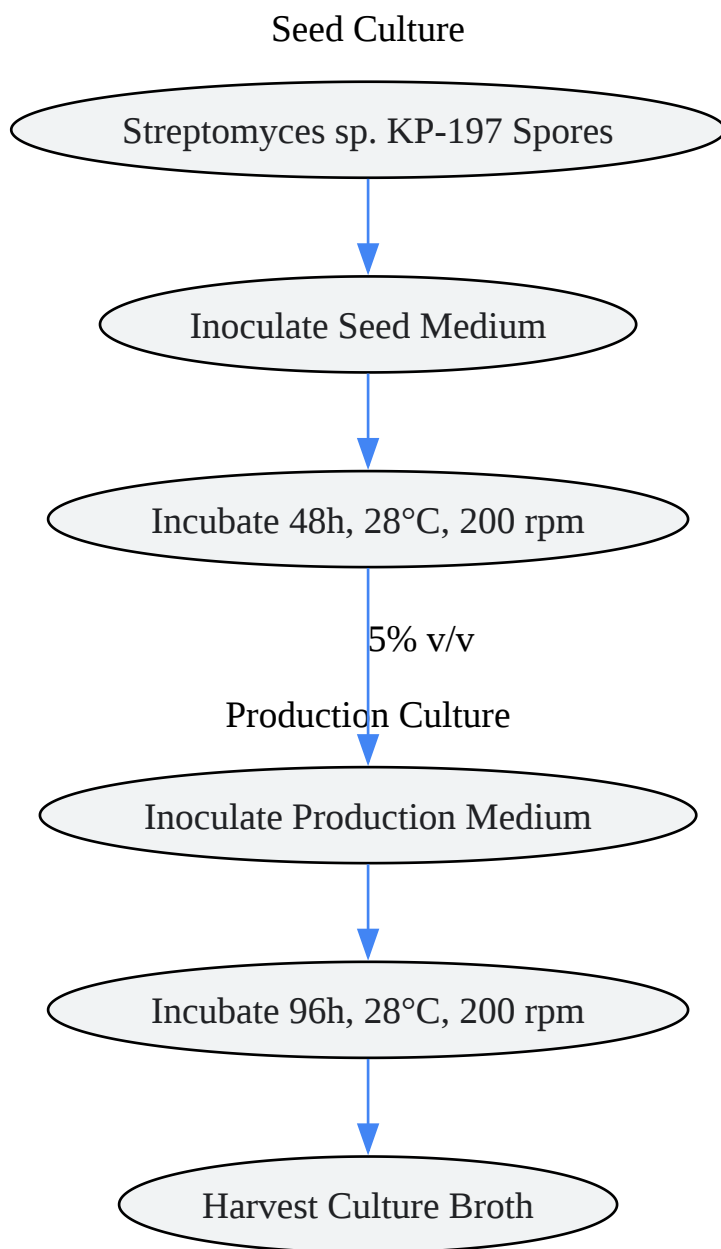 Seed Culture
Streptomyces sp. KP-197 Spores
Inoculate Seed Medium
Incubate 48h, 28°C, 200 rpm
5% v/v
Production Culture
Inoculate Production Medium
Incubate 96h, 28°C, 200 rpm
Harvest Culture Broth